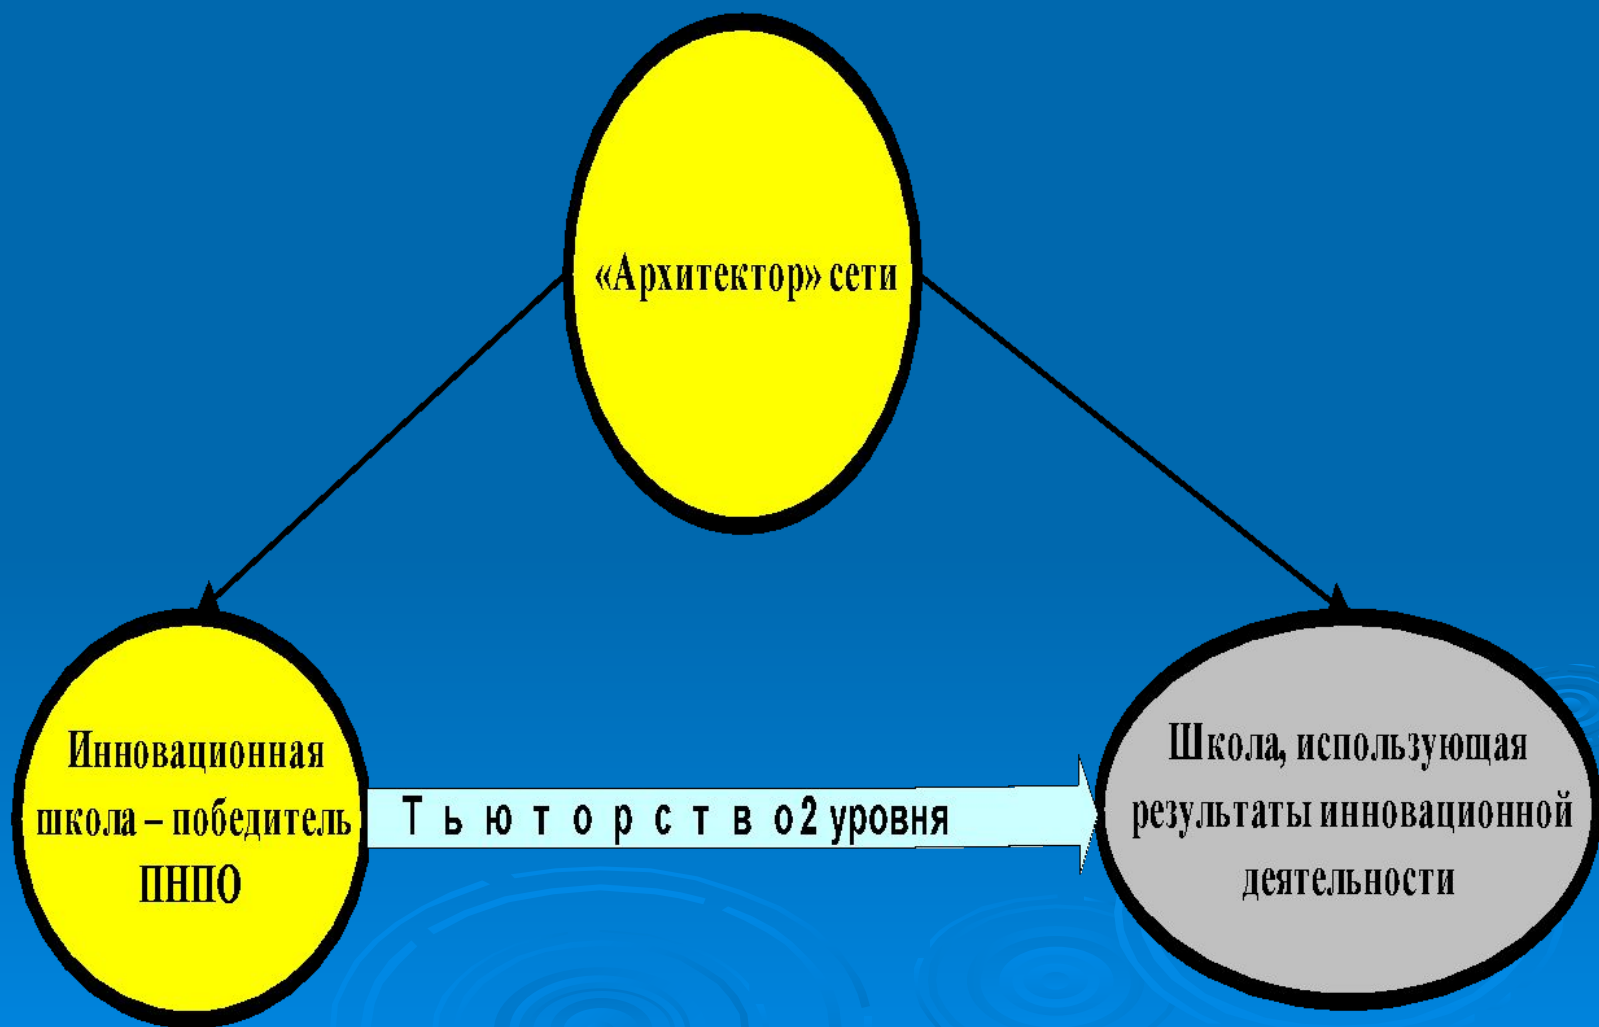 «Архитектор» сети
Инновационная
школа – победитель
ПНПО
Т ь ю т о р с т в о 2 уровня
Школа, использующая
результаты инновационной
деятельности